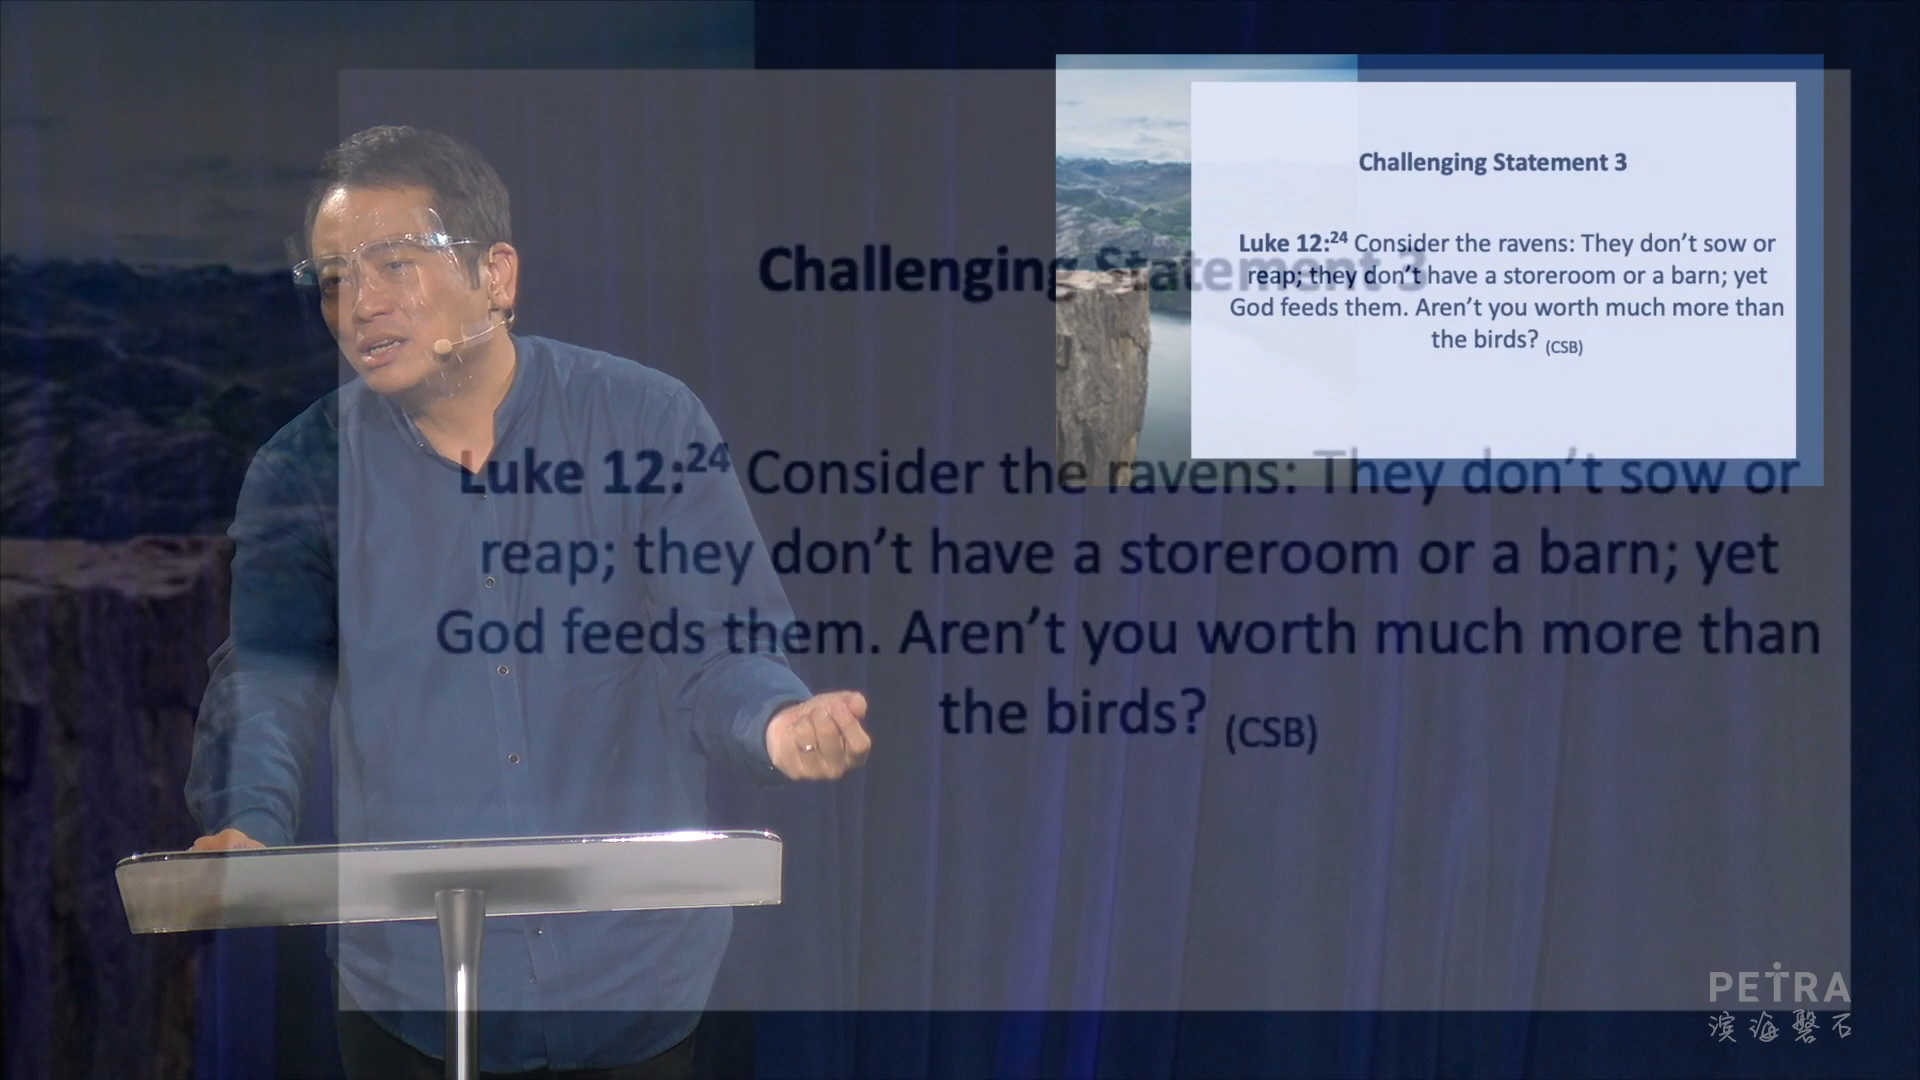 Challenging Statement 3
Luke 12:24 Consider the ravens: They don't sow or
reap; they don't have a storeroom or a barn; yet
God feeds them. Aren't you worth much more than
the birds? (CSB)
Challenging Statement 3
Luke 12:24 Consider the ravens: They don't sow or
reap; they don't have a storeroom or a barn; yet
God feeds them. Aren't you worth much more than
the birds? (CSB)
PETRA
滨海磐石